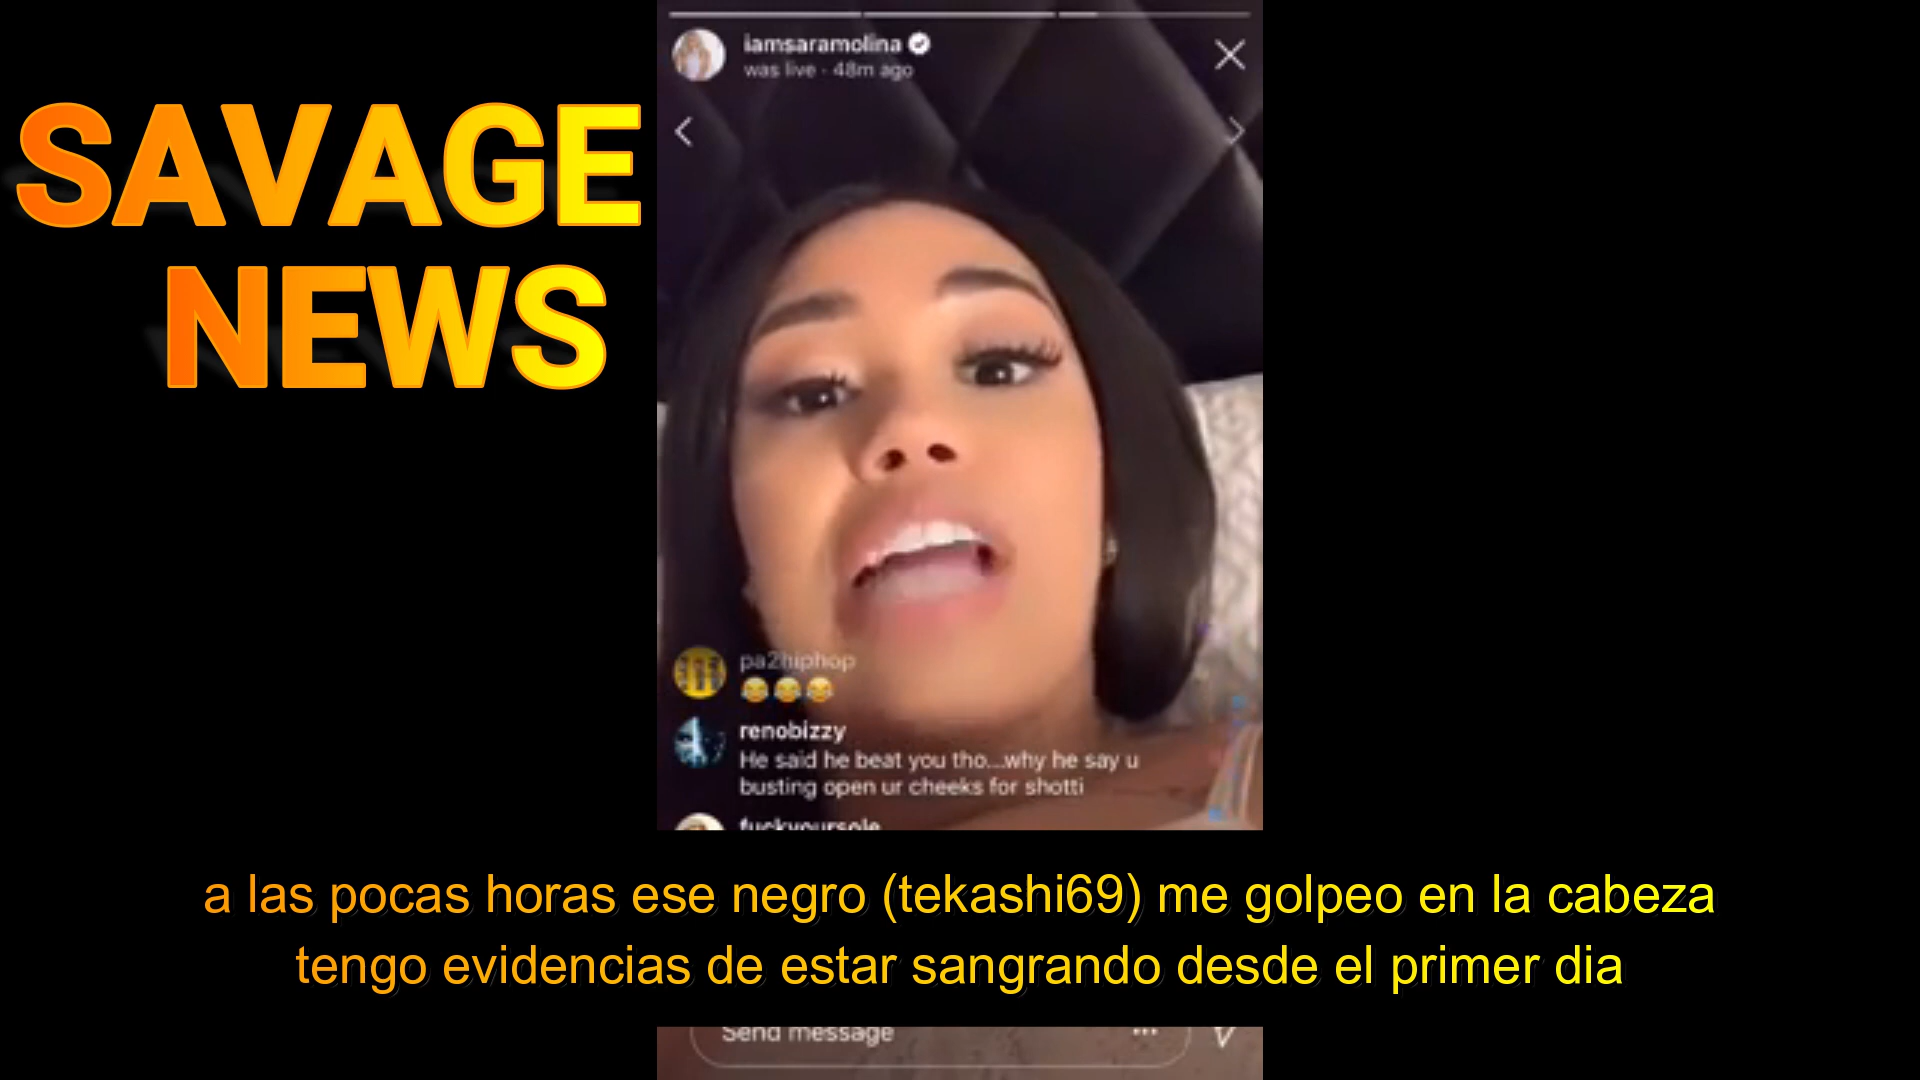 SAVAGE
NEWS
iamsaramolina
was live · 48m ago
pa2hiphop
😂😂😂
renobizzy
He said he beat you tho...why he say u
busting open ur cheeks for shotti
fuckyoursole
a las pocas horas ese negro (tekashi69) me golpeo en la cabeza
tengo evidencias de estar sangrando desde el primer dia
Send message